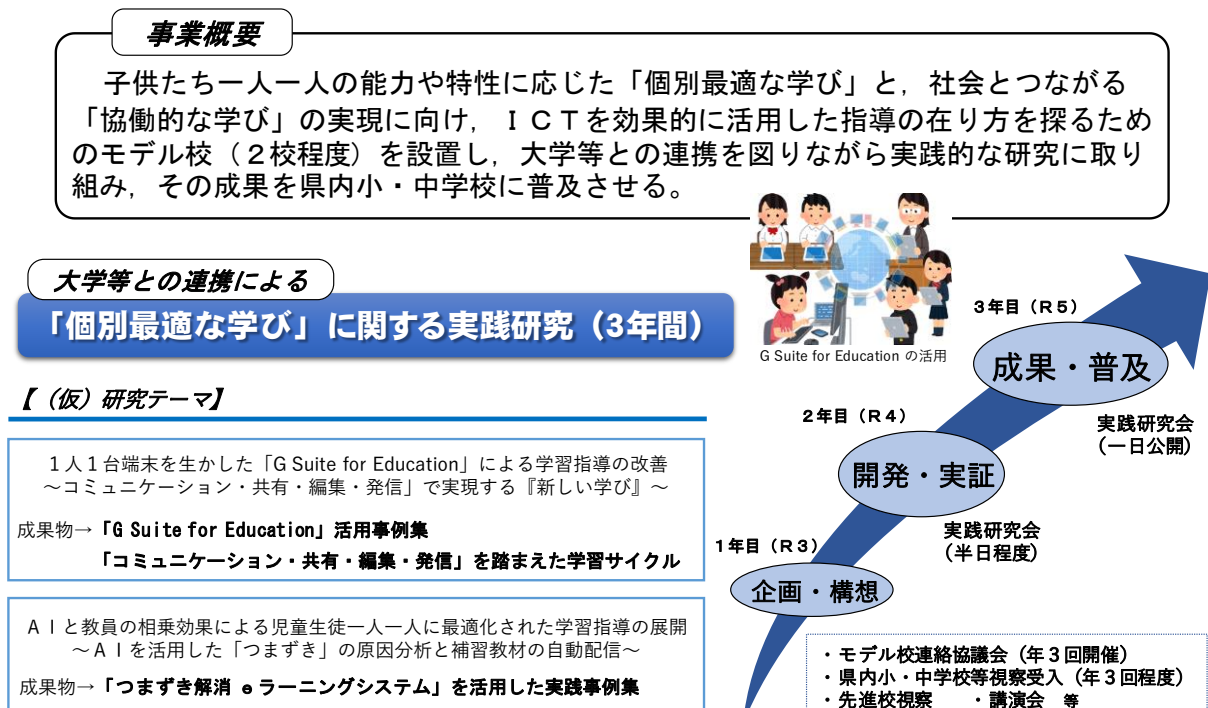 事業概要
子供たち一人一人の能力や特性に応じた「個別最適な学び」と，社会とつながる
「協働的な学び」の実現に向け，ＩＣＴを効果的に活用した指導の在り方を探るため
のモデル校（２校程度）を設置し，大学等との連携を図りながら実践的な研究に取り
組み，その成果を県内小・中学校に普及させる。
大学等との連携による
「個別最適な学び」に関する実践研究（3年間）
G Suite for Education の活用
【（仮）研究テーマ】
１人１台端末を生かした「G Suite for Education」による学習指導の改善
～コミュニケーション・共有・編集・発信」で実現する『新しい学び』～
成果物→「G Suite for Education」活用事例集
「コミュニケーション・共有・編集・発信」を踏まえた学習サイクル
ＡＩと教員の相乗効果による児童生徒一人一人に最適化された学習指導の展開
～ＡＩを活用した「つまずき」の原因分析と補習教材の自動配信～
成果物→「つまずき解消 ｅラーニングシステム」を活用した実践事例集
３年目（Ｒ５）
成果・普及
実践研究会
（一日公開）
２年目（Ｒ４）
開発・実証
実践研究会
（半日程度）
１年目（Ｒ３）
企画・構想
・モデル校連絡協議会（年３回開催）
・県内小・中学校等視察受入（年３回程度）
・先進校視察　・講演会　等